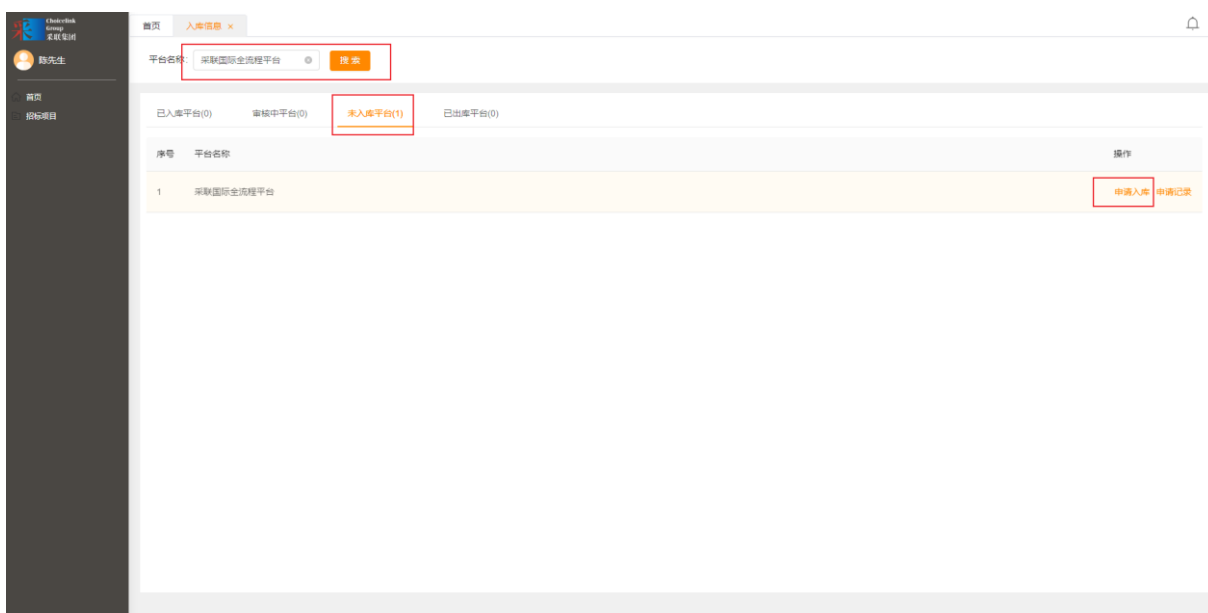 Choicelink
Group
采联集团
陈先生
首页
招标项目
首页 入库信息 ×
平台名称: 采联国际全流程平台 搜索
已入库平台(0) 审核中平台(0) 未入库平台(1) 已出库平台(0)
序号 平台名称 操作
1 采联国际全流程平台 申请入库 申请记录